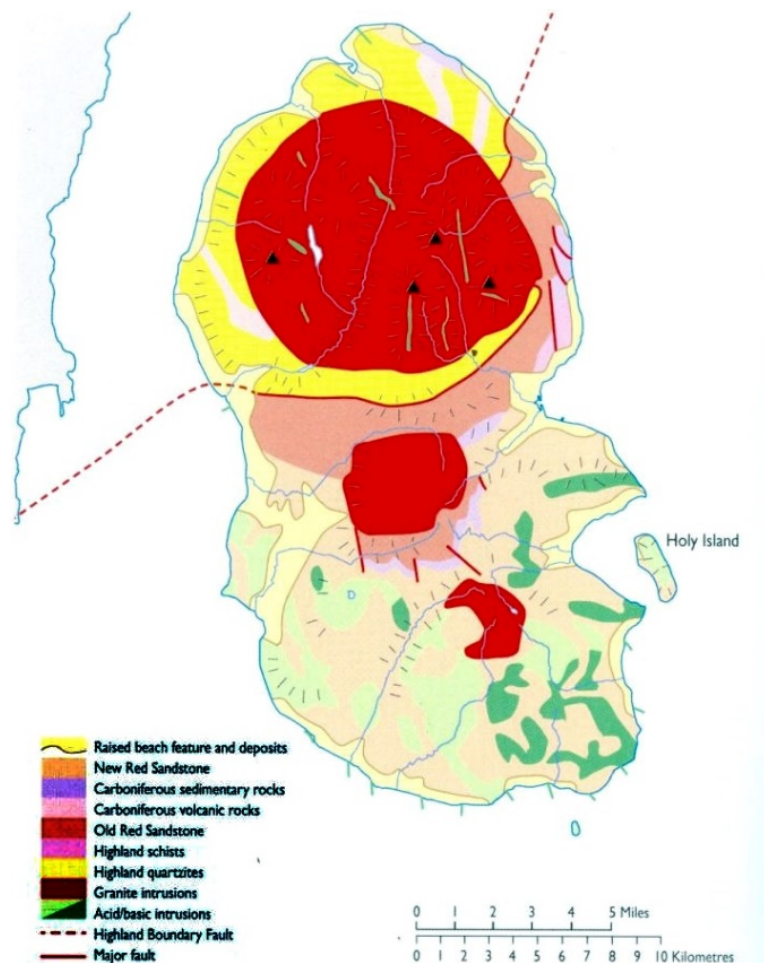 Holy Island
Raised beach feature and deposits
New Red Sandstone
Carboniferous sedimentary rocks
Carboniferous volcanic rocks
Old Red Sandstone
Highland schists
Highland quartzites
Granite intrusions
Acid/basic intrusions
Highland Boundary Fault
Major fault
0 1 2 3 4 5 Miles
0 1 2 3 4 5 6 7 8 9 10 Kilometres